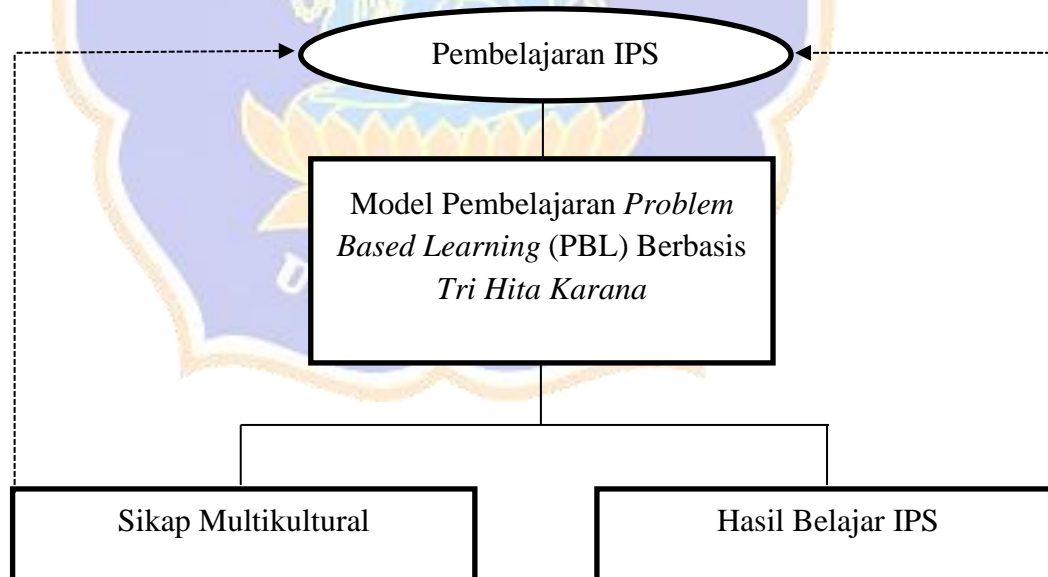 Pembelajaran IPS
Model Pembelajaran Problem
Based Learning (PBL) Berbasis
Tri Hita Karana
U
Sikap Multikultural
Hasil Belajar IPS